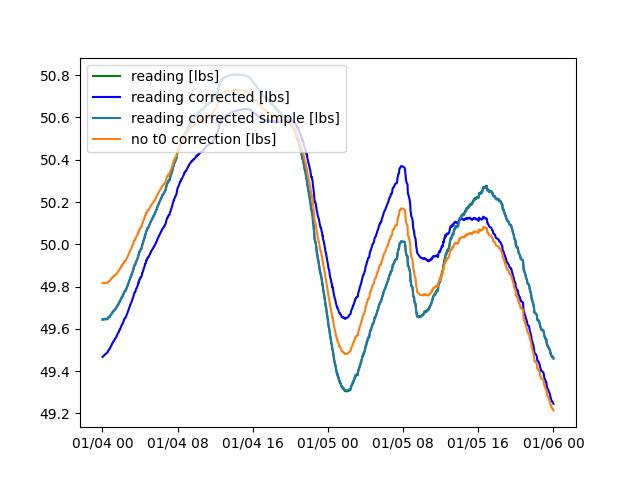 reading [lbs]
reading corrected [lbs]
reading corrected simple [lbs]
no t0 correction [lbs]
50.8
50.6
50.4
50.2
50.0
49.8
49.6
49.4
49.2
01/04 00 01/04 08 01/04 16 01/05 00 01/05 08 01/05 16 01/06 00